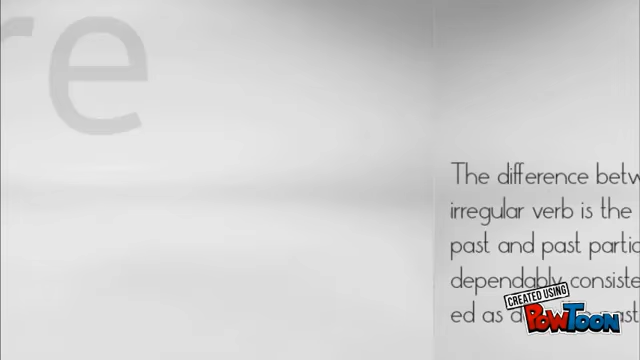 re
The difference betw
irregular verb is the
past and past partic
dependably consiste
ed as
CREATED USING
POWTOON